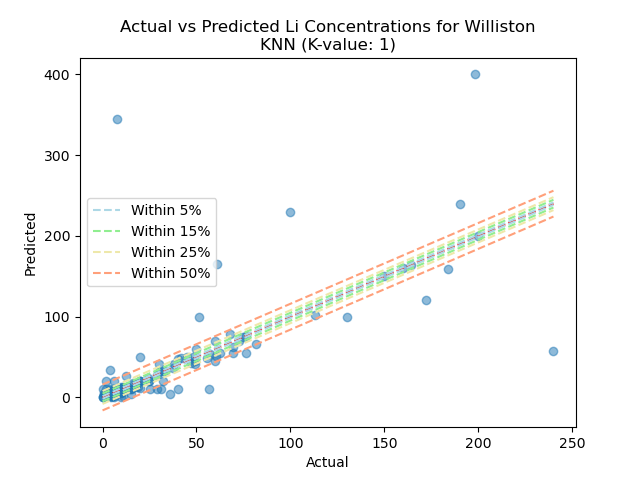 Actual vs Predicted Li Concentrations for Williston
KNN (K-value: 1)
400
300
200
100
0
Predicted
Within 5%
Within 15%
Within 25%
Within 50%
0
50
100
150
200
250
Actual